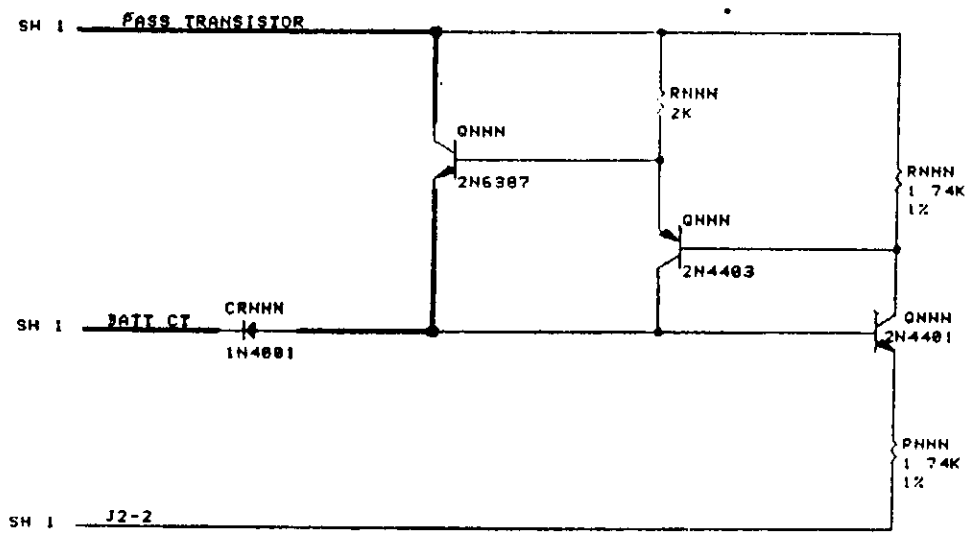 SH 1 PASS TRANSISTOR
RNNN
2K
QNNN
2N6387
RNNN
1 74K
1%
QNNN
2N4403
SH 1 BATT CT
CRNNN
1N4001
QNNN
2N4401
RNNN
1 74K
1%
SH 1 J2-2